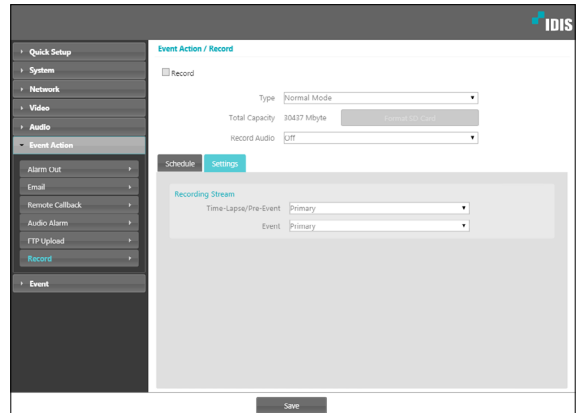 IDIS
Quick Setup
System
Network
Video
Audio
Event Action
Alarm Out
Email
Remote Callback
Audio Alarm
FTP Upload
Record
Event
Event Action / Record
Record
Type Normal Mode
Total Capacity 30437 Mbyte Format SD Card
Record Audio Off
Schedule Settings
Recording Stream
Time-Lapse/Pre-Event Primary
Event Primary
Save